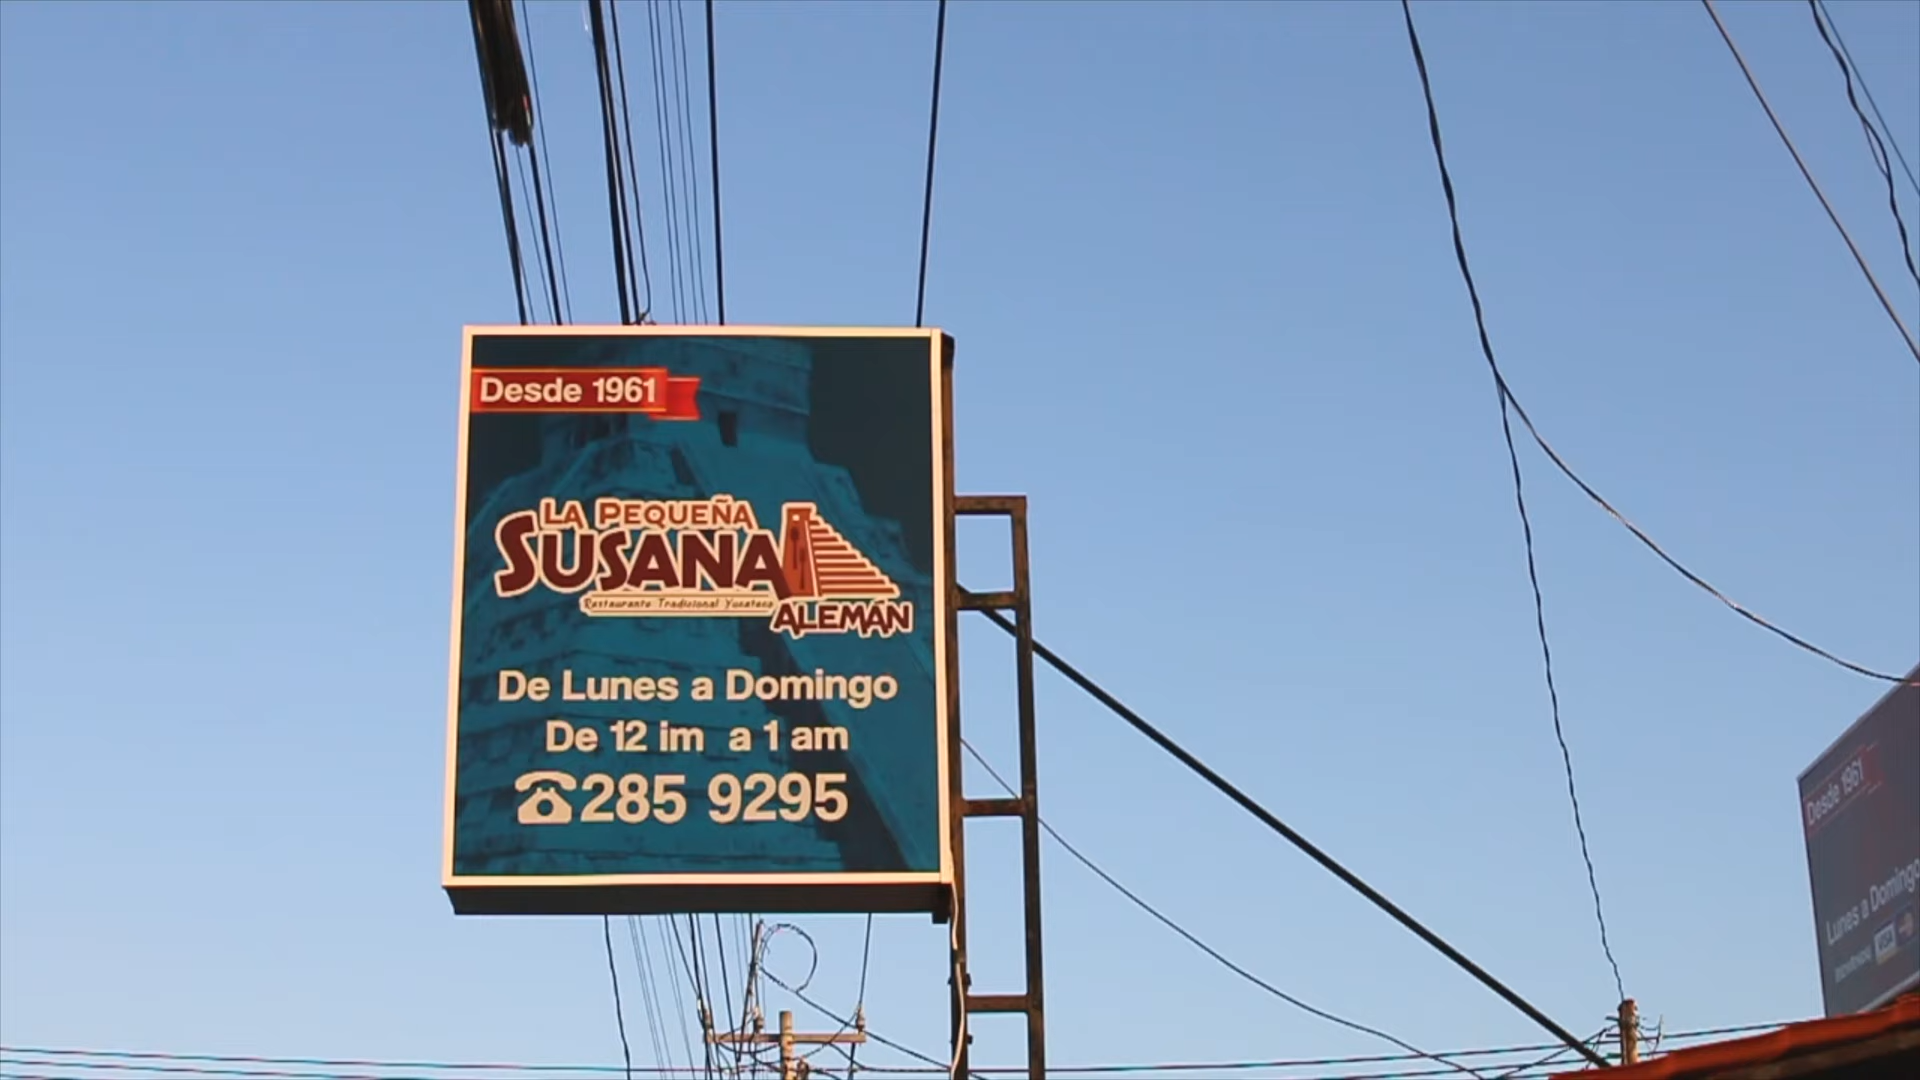 Desde 1961
LA PEQUEÑA
SUSANA
Restaurante Tradicional Yucateco
ALEMÁN
De Lunes a Domingo
De 12 im a 1 am
285 9295
Desde 1961
Lunes a Domingo
VISA